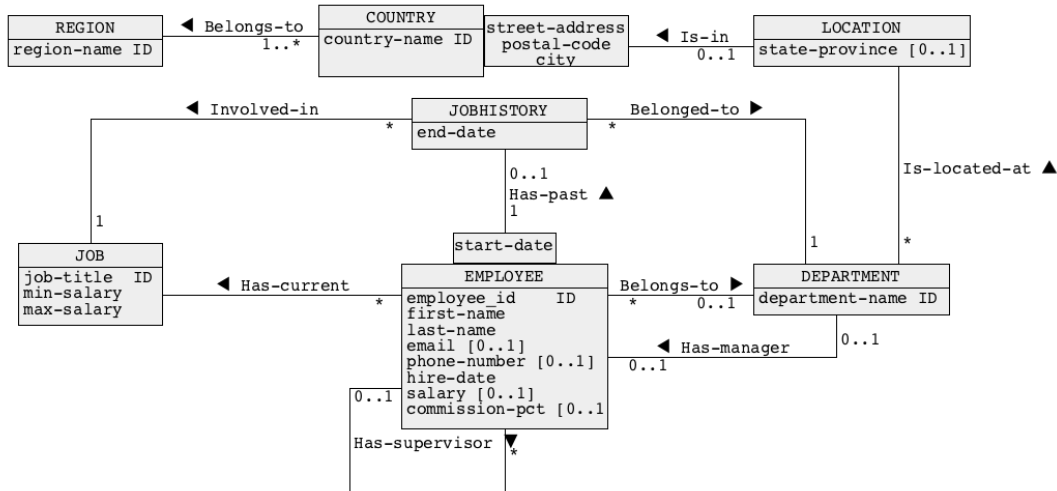 REGION
region-name ID
◄ Belongs-to
1..*
COUNTRY
country-name ID
street-address
postal-code
city
◄ Is-in
0..1
LOCATION
state-province [0..1]
◄ Involved-in
*
JOBHISTORY
end-date
Belonged-to ►
*
0..1
Has-past ▲
1
Is-located-at ▲
1
1
*
start-date
JOB
job-title ID
min-salary
max-salary
◄ Has-current
*
EMPLOYEE
employee_id ID
first-name
last-name
email [0..1]
phone-number [0..1]
hire-date
salary [0..1]
commission-pct [0..1
Belongs-to ►
* 0..1
DEPARTMENT
department-name ID
◄ Has-manager
0..1
0..1
0..1
Has-supervisor ▼
*